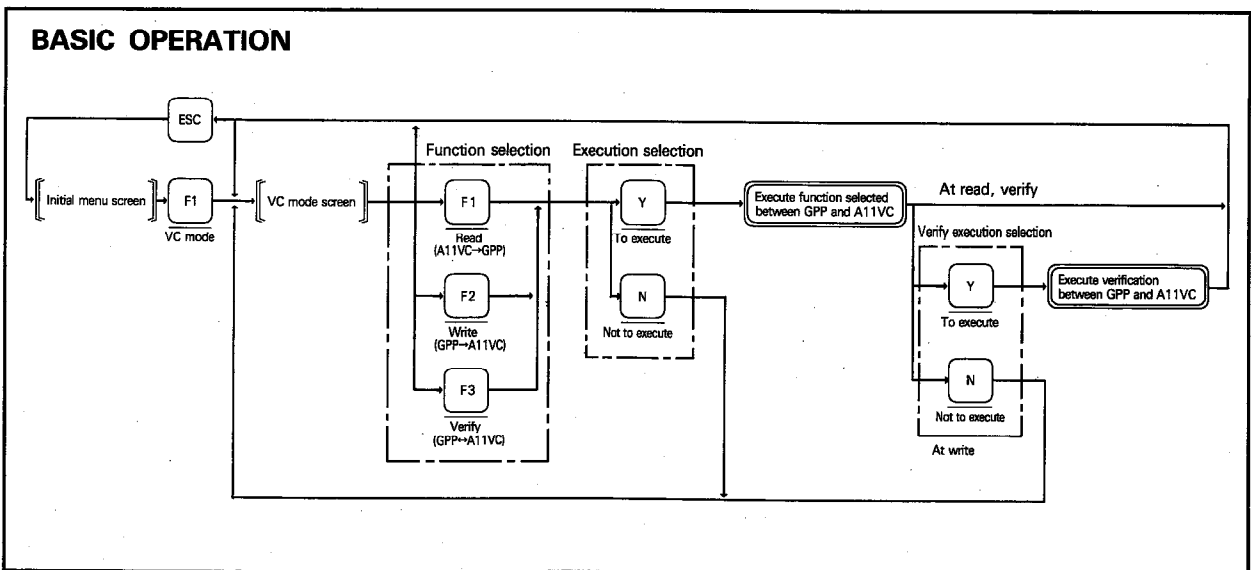 BASIC OPERATION
ESC
Function selection
Execution selection
Initial menu screen
F1
VC mode
VC mode screen
F1
Read
(A11VC→GPP)
F2
Write
(GPP→A11VC)
F3
Verify
(GPP↔A11VC)
Y
To execute
N
Not to execute
Execute function selected
between GPP and A11VC
At read, verify
Verify execution selection
Y
To execute
N
Not to execute
At write
Execute verification
between GPP and A11VC